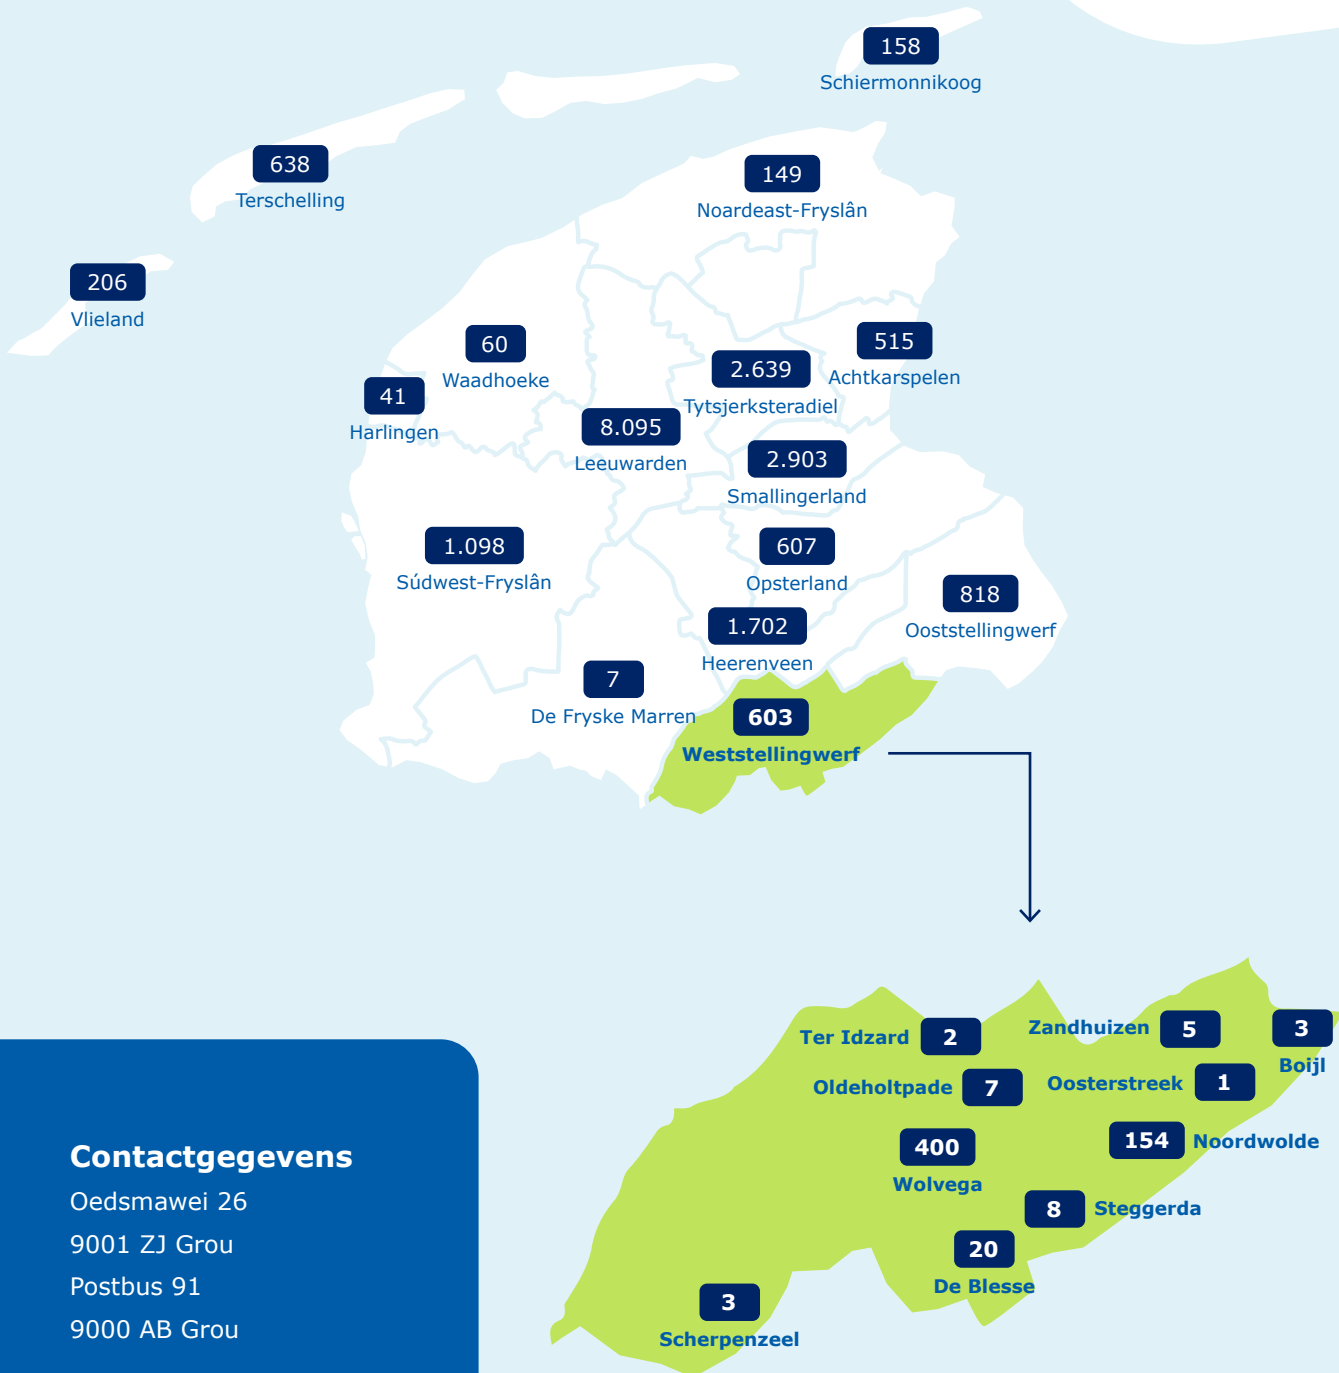 158
Schiermonnikoog
638
Terschelling
149
Noardeast-Fryslân
206
Vlieland
60
Waadhoeke
515
Achtkarspelen
2.639
Tytsjerksteradiel
41
Harlingen
8.095
Leeuwarden
2.903
Smallingerland
1.098
Súdwest-Fryslân
607
Opsterland
818
Ooststellingwerf
1.702
Heerenveen
7
De Fryske Marren
603
Weststellingwerf
Ter Idzard 2
Zandhuizen 5
3
Boijl
Oldeholtpade 7
Oosterstreek 1
400
Wolvega
154 Noordwolde
8 Steggerda
20
De Blesse
3
Scherpenzeel
Contactgegevens
Oedsmawei 26
9001 ZJ Grou
Postbus 91
9000 AB Grou